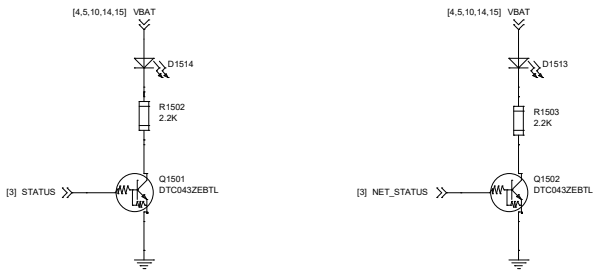 [4,5,10,14,15] VBAT
D1514
R1502
2.2K
Q1501
DTC043ZEBTL
[3] STATUS
[4,5,10,14,15] VBAT
D1513
R1503
2.2K
Q1502
DTC043ZEBTL
[3] NET_STATUS